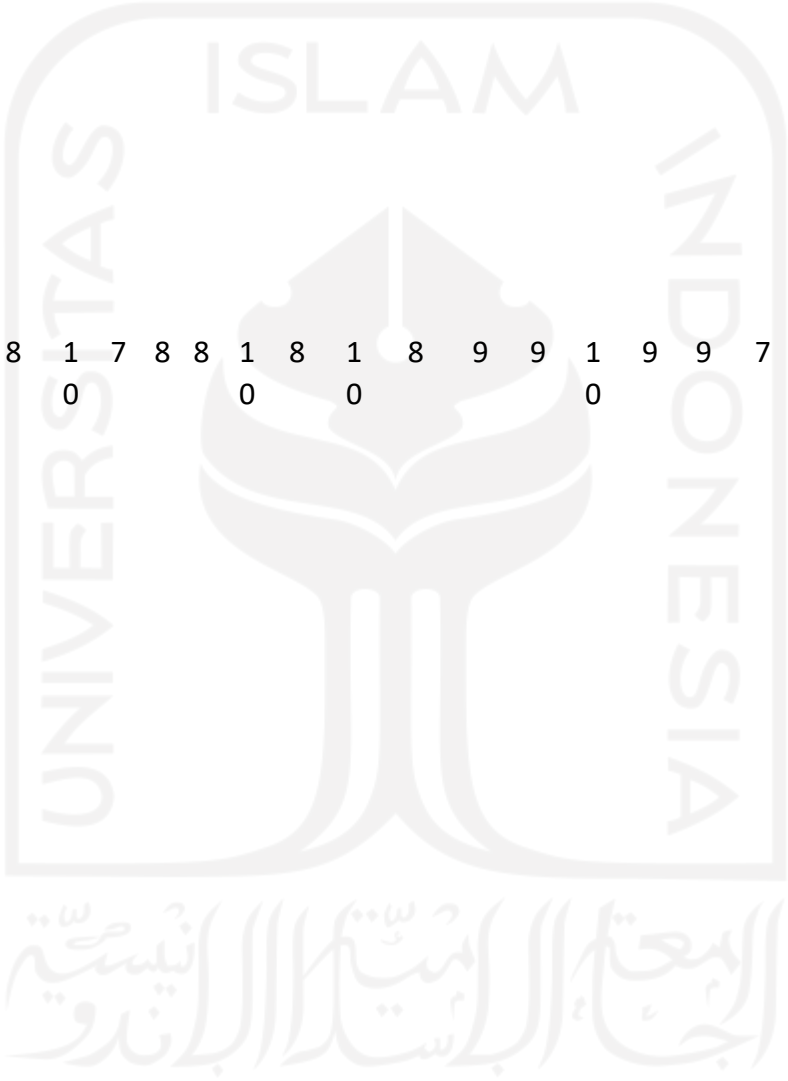 ISLAM
UNIVERSITAS
INDONESIA
8 1 7 8 8 1 8 1 8 9 9 1 9 9 7
0 0 0 0